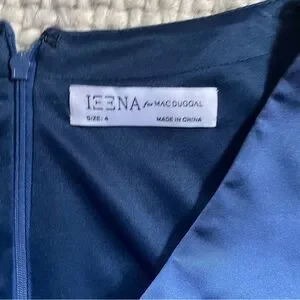 IEENA for MAC DUGGAL
SIZE: 4 MADE IN CHINA